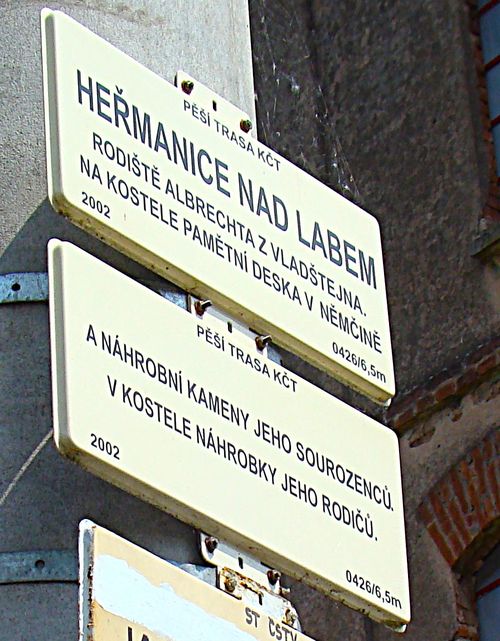 PĚŠÍ TRASA KČT
HEŘMANICE NAD LABEM
RODIŠTĚ ALBRECHTA Z VLADŠTEJNA.
NA KOSTELE PAMĚTNÍ DESKA V NĚMČINĚ
2002
0426/6,5m
PĚŠÍ TRASA KČT
A NÁHROBNÍ KAMENY JEHO SOUROZENCŮ.
V KOSTELE NÁHROBKY JEHO RODIČŮ.
2002
0426/6,5m
ST ČSTV